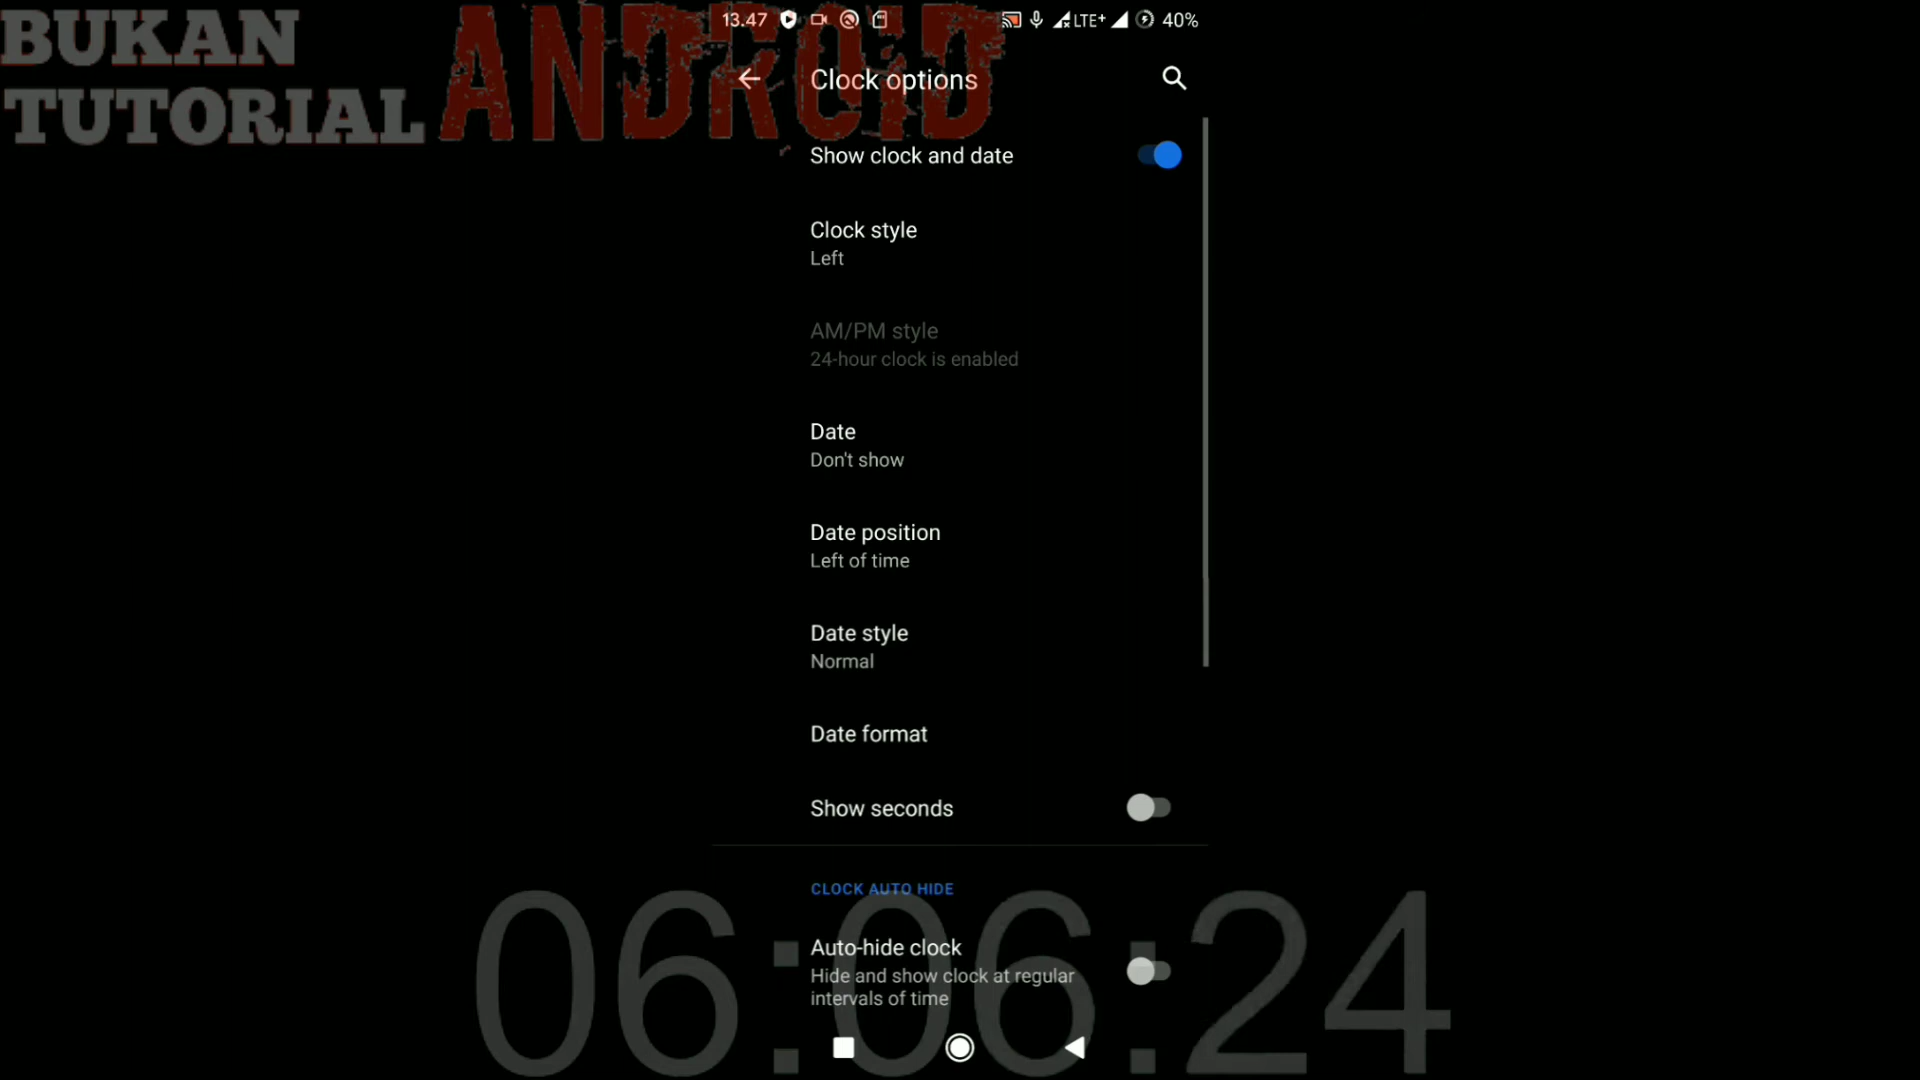 BUKAN
TUTORIAL ANDROID
13.47 LTE+ 40%
Clock options
Show clock and date
Clock style
Left
AM/PM style
24-hour clock is enabled
Date
Don't show
Date position
Left of time
Date style
Normal
Date format
Show seconds
CLOCK AUTO HIDE
Auto-hide clock
Hide and show clock at regular
intervals of time
06:06:24